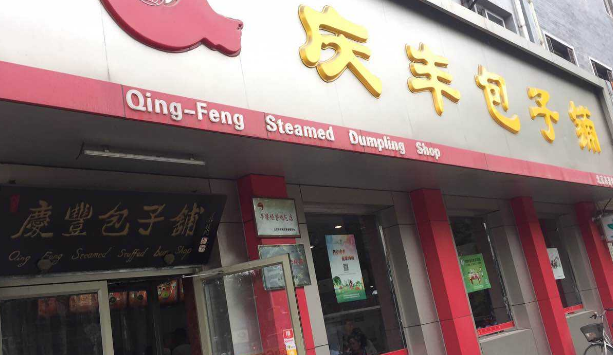 庆丰包子铺
Qing-Feng Steamed Dumpling Shop
慶豐包子鋪
Qing Feng Steamed Stuffed bun Shop